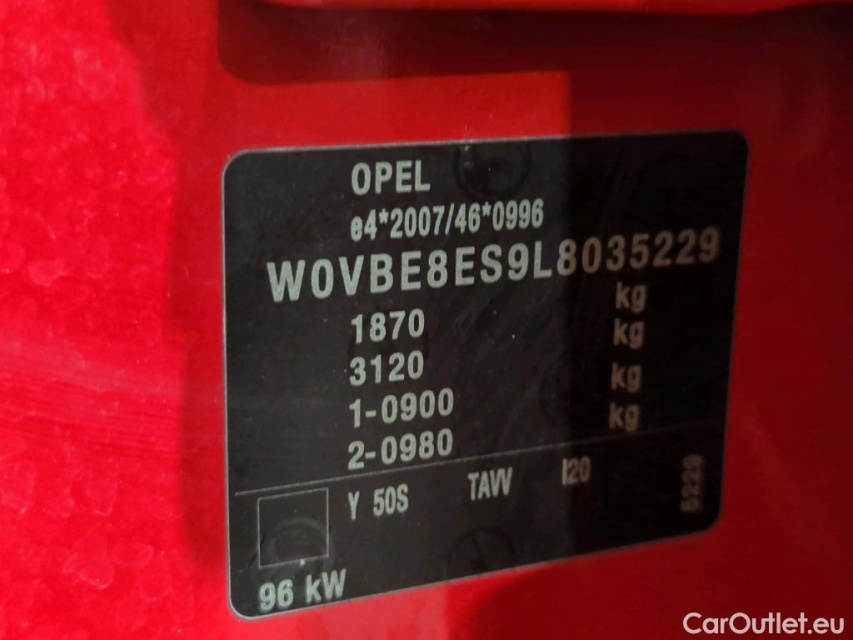 OPEL
e4*2007/46*0996
W0VBE8ES9L8035229
1870 kg
3120 kg
1-0900 kg
2-0980 kg
Y 50S TAVV I20
5229
96 kW
CarOutlet.eu